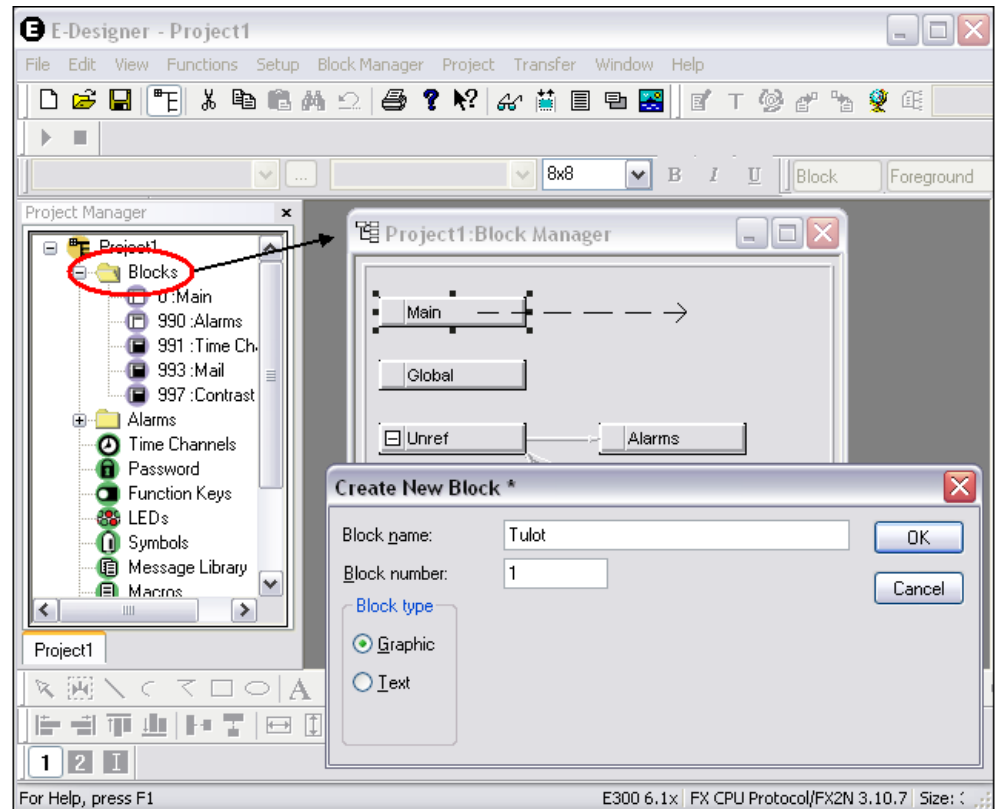 E-Designer - Project1
File Edit View Functions Setup Block Manager Project Transfer Window Help
8x8 B I U Block Foreground
Project Manager
Project1
Blocks
0 :Main
990 :Alarms
991 :Time Ch
993 :Mail
997 :Contrast
Alarms
Time Channels
Password
Function Keys
LEDs
Symbols
Message Library
Macros
Project1
Project1:Block Manager
Main
Global
Unref Alarms
Create New Block *
Block name: Tulot OK
Block number: 1 Cancel
Block type
Graphic
Text
1 2 I
For Help, press F1 E300 6.1x FX CPU Protocol/FX2N 3.10.7 Size: